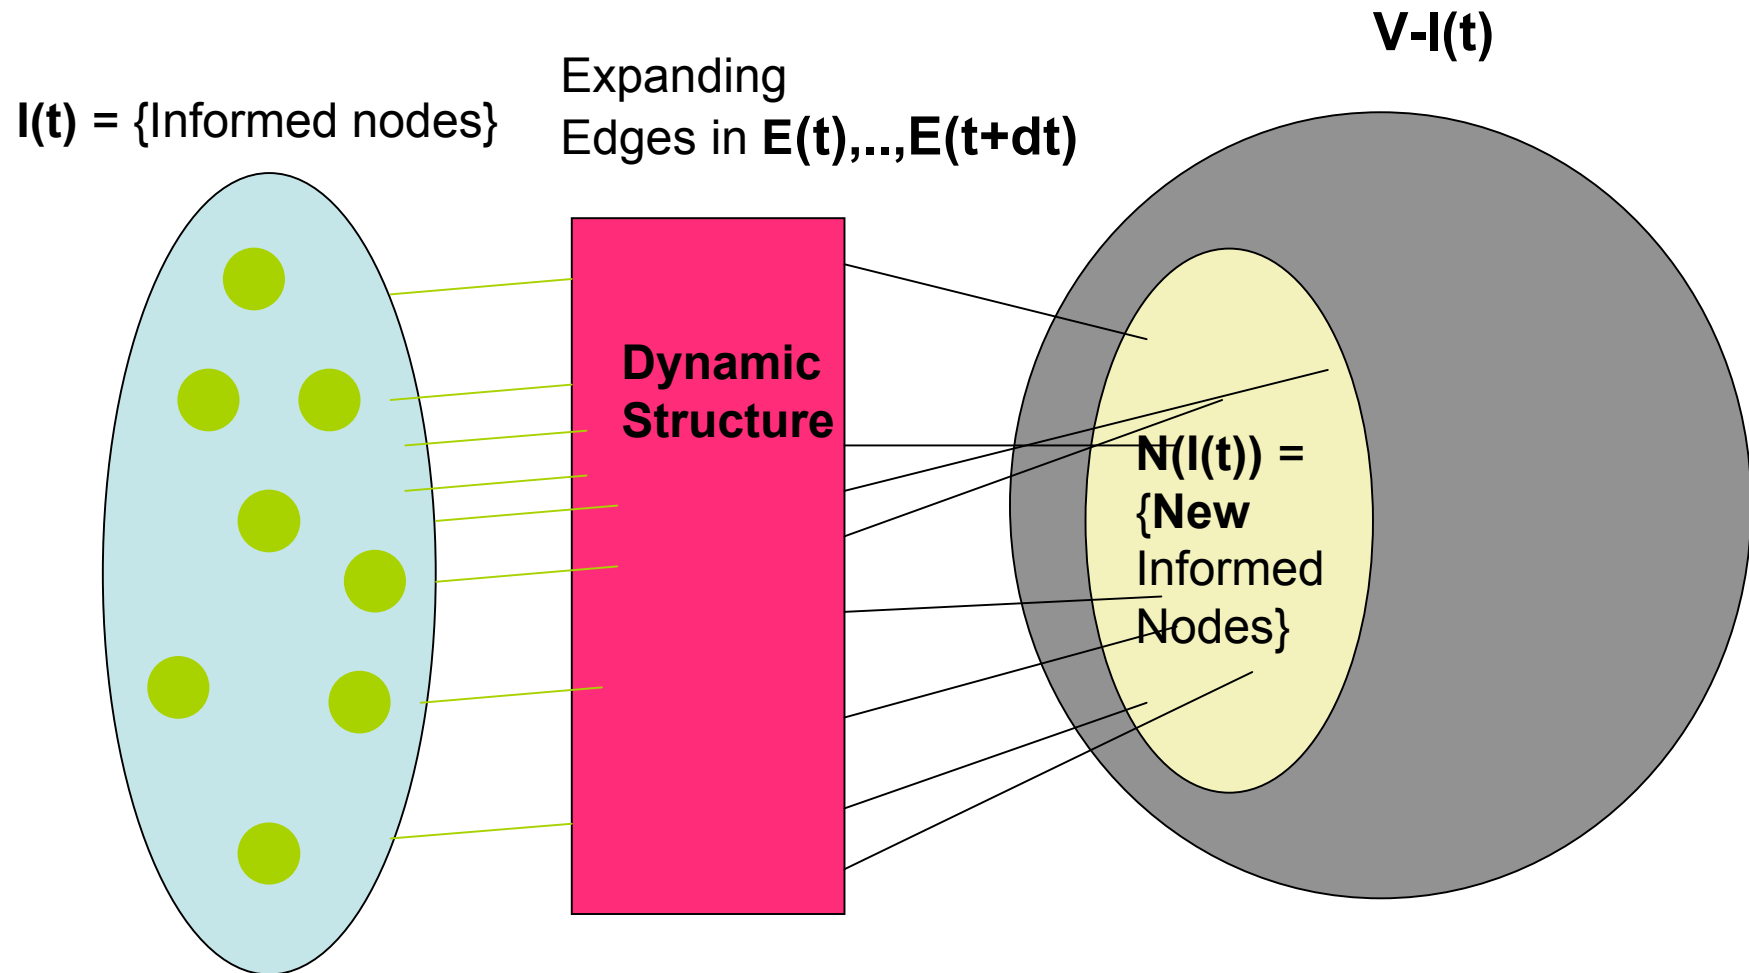 V-I(t)
Expanding
I(t) = {Informed nodes}
Edges in E(t),..,E(t+dt)
Dynamic
Structure
N(I(t)) =
{New
Informed
Nodes}